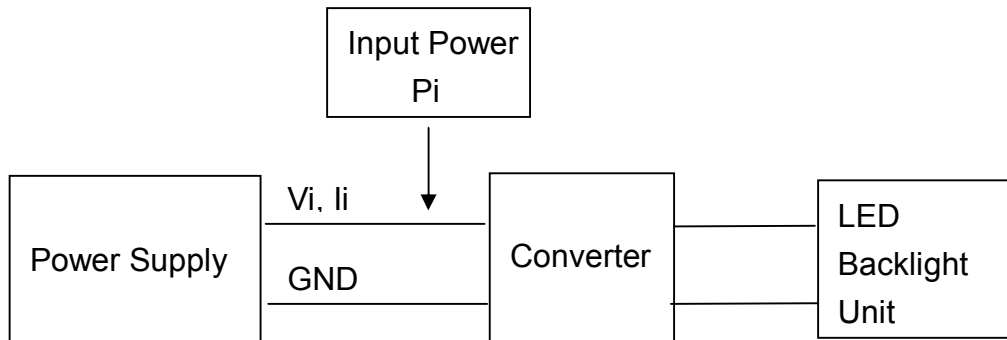 Input Power
Pi
Vi, Ii
Power Supply
GND
Converter
LED
Backlight
Unit